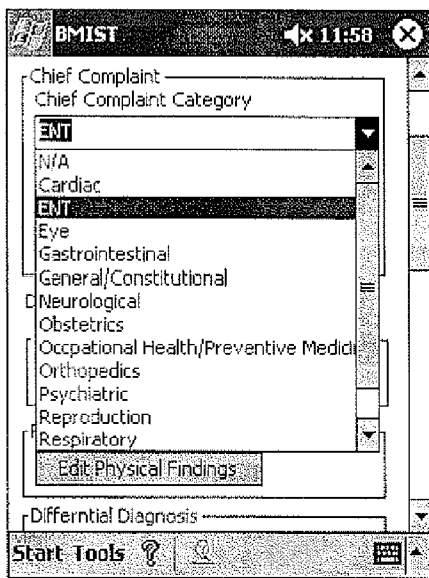 BMIST 11:58
Chief Complaint
Chief Complaint Category
ENT
N/A
Cardiac
ENT
Eye
Gastrointestinal
General/Constitutional
Neurological
Obstetrics
Occpational Health/Preventive Medici
Orthopedics
Psychiatric
Reproduction
Respiratory
Edit Physical Findings
Differntial Diagnosis
Start Tools ?